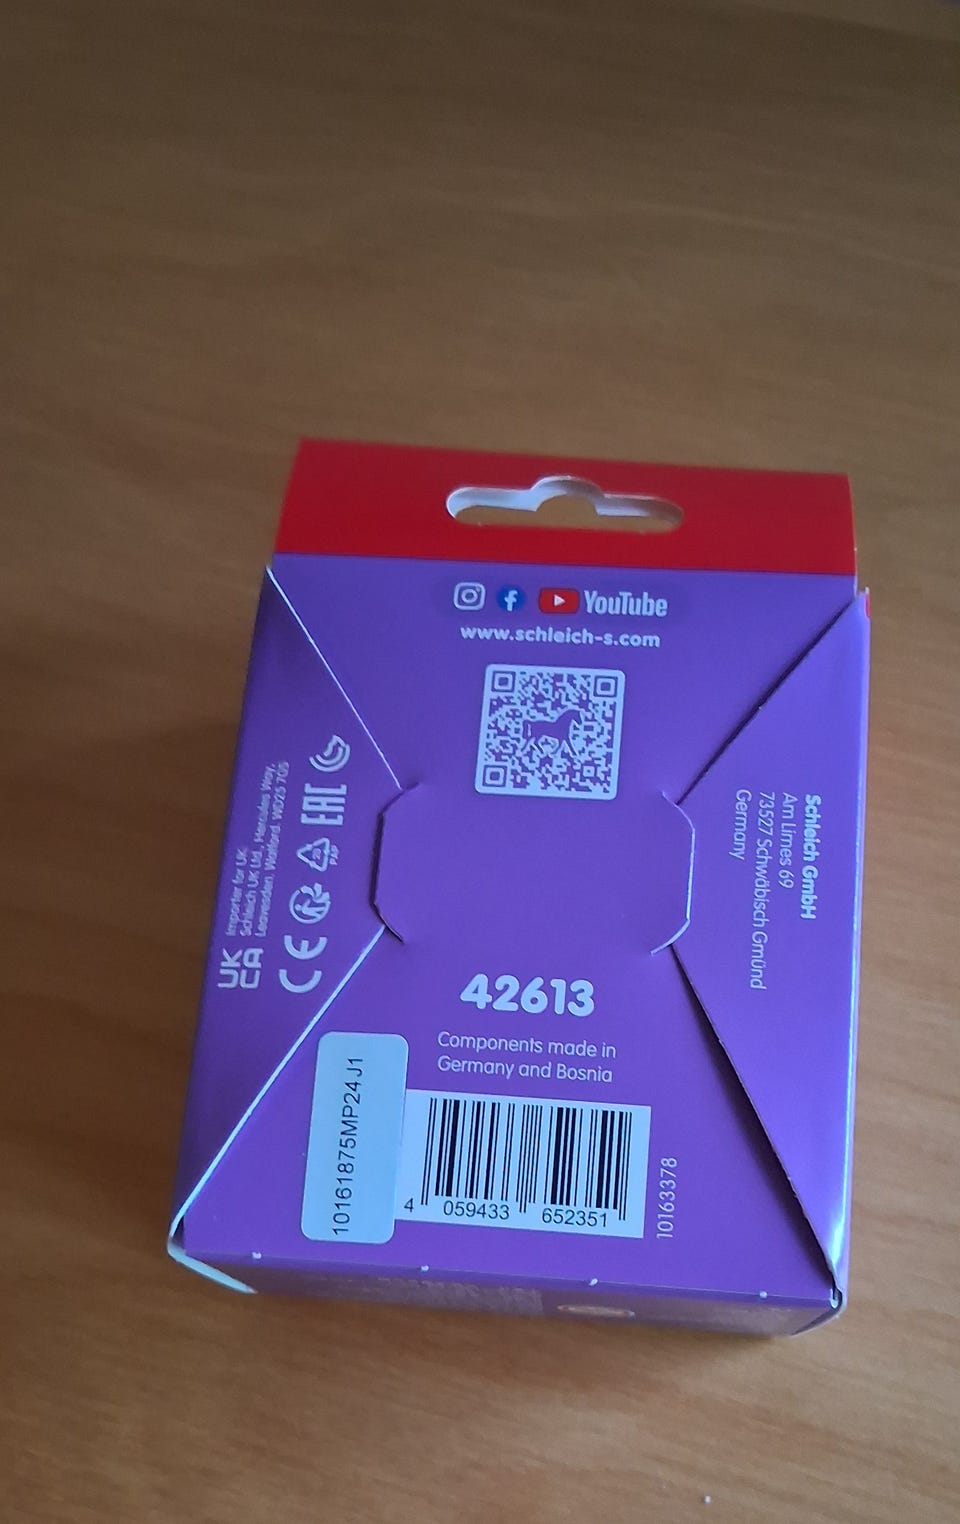 YouTube
www.schleich-s.com
Schleich GmbH
Am Limes 69
73527 Schwäbisch Gmünd
Germany
UK
CA
Importer for UK
Schleich UK Ltd, Hercules Way,
Leavesden, Watford, WD25 7GS
CE
PAP
EAC
42613
Components made in
Germany and Bosnia
10161875MP24J1
4 059433 652351
10163378